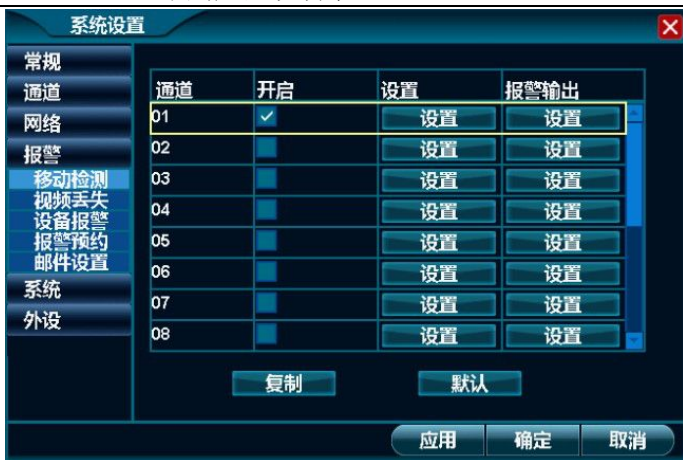 系统设置
常规
通道
网络
报警
移动检测
视频丢失
设备报警
报警预约
邮件设置
系统
外设
通道 开启 设置 报警输出
01 设置 设置
02 设置 设置
03 设置 设置
04 设置 设置
05 设置 设置
06 设置 设置
07 设置 设置
08 设置 设置
复制 默认
应用 确定 取消